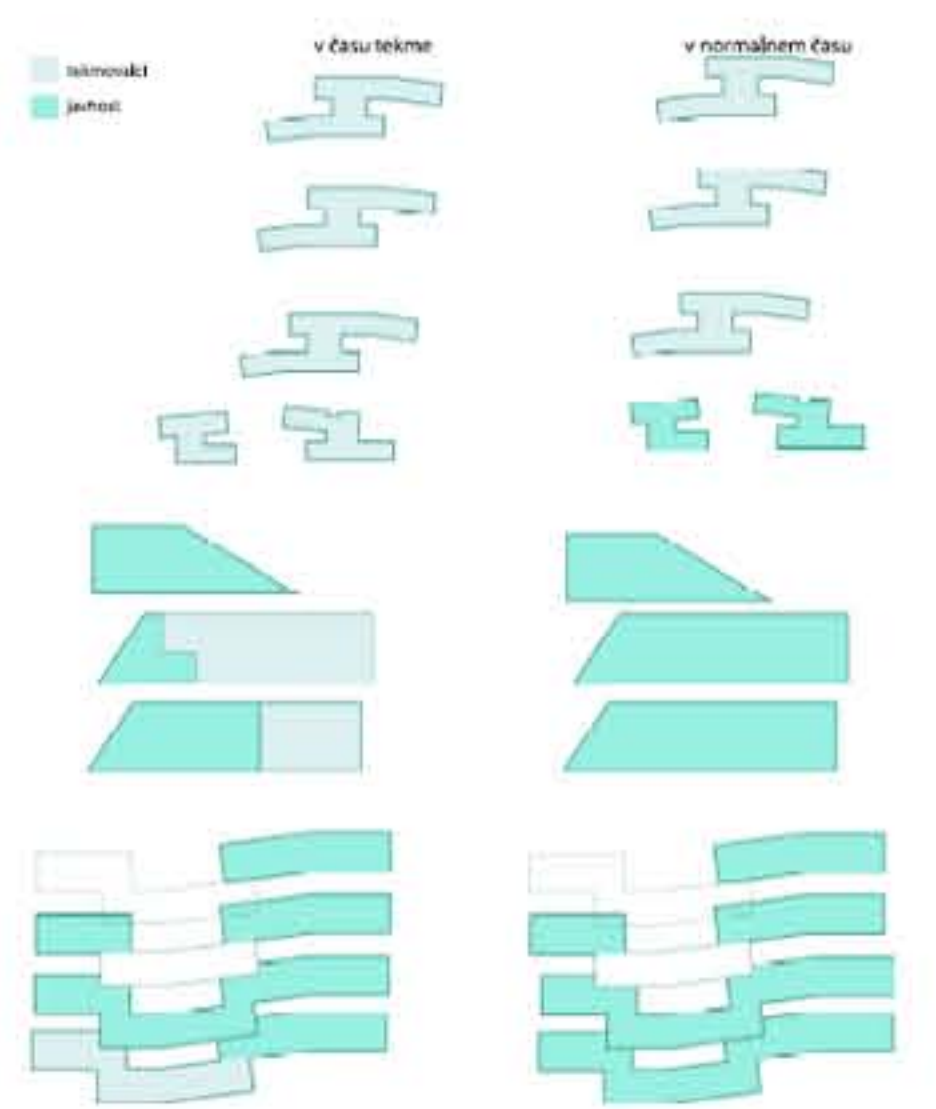 v času tekme
v normalnem času
tekmovalci
javnost